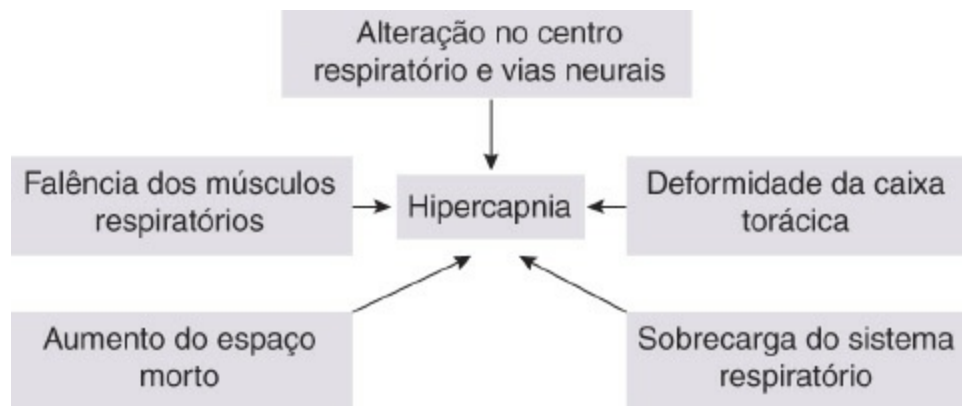 Alteração no centro
respiratório e vias neurais
Falência dos músculos
respiratórios
Hipercapnia
Deformidade da caixa
torácica
Aumento do espaço
morto
Sobrecarga do sistema
respiratório